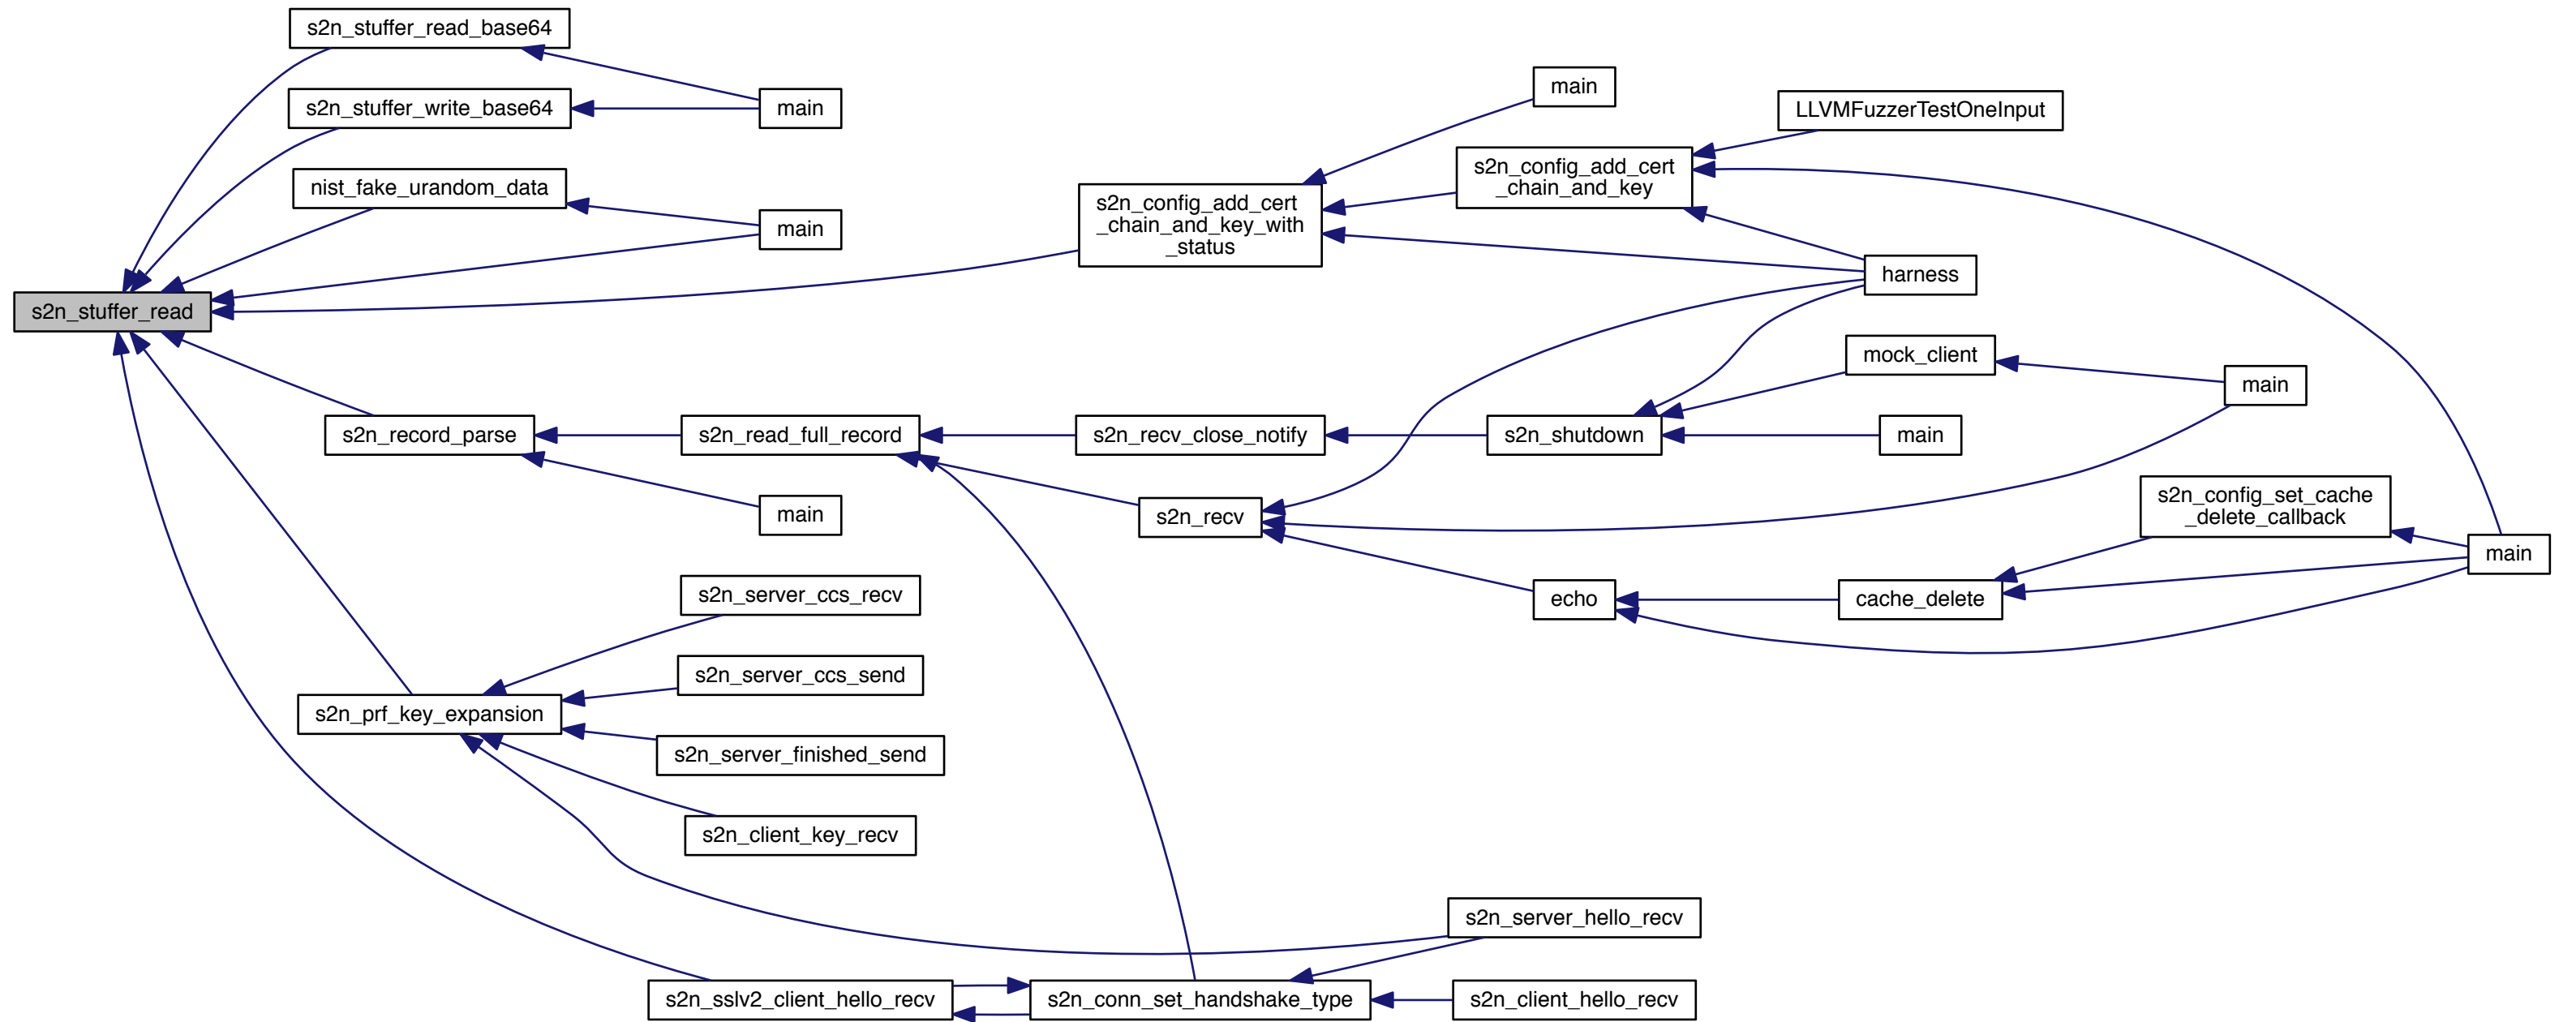 s2n_stuffer_read_base64
main
LLVMFuzzerTestOneInput
s2n_stuffer_write_base64
main
s2n_config_add_cert
_chain_and_key
nist_fake_urandom_data
s2n_config_add_cert
_chain_and_key_with
_status
main
harness
s2n_stuffer_read
mock_client
main
s2n_record_parse
s2n_read_full_record
s2n_recv_close_notify
s2n_shutdown
main
s2n_config_set_cache
_delete_callback
main
s2n_recv
main
s2n_server_ccs_recv
echo
cache_delete
s2n_server_ccs_send
s2n_prf_key_expansion
s2n_server_finished_send
s2n_client_key_recv
s2n_server_hello_recv
s2n_sslv2_client_hello_recv
s2n_conn_set_handshake_type
s2n_client_hello_recv